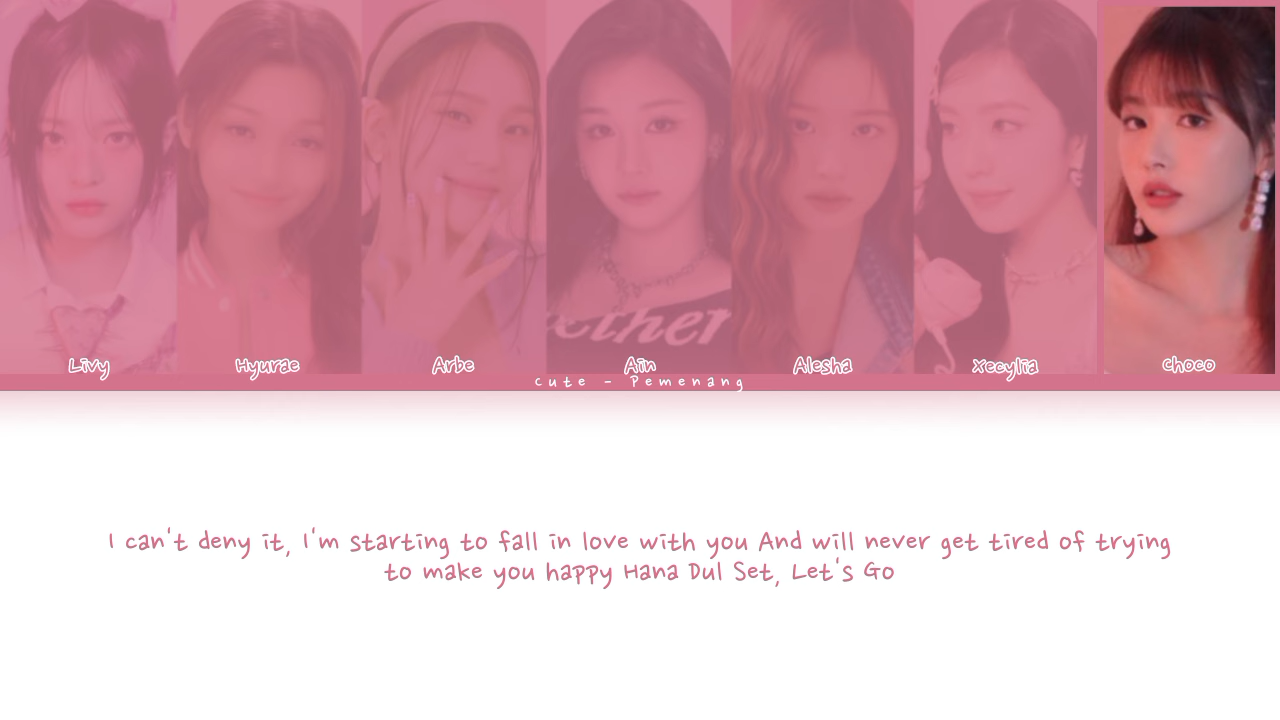 ether
Livy
Hyurae
Arbe
Ain
Alesha
Xecylia
choco
cute - Pemenang
I can't deny it, I'm starting to fall in love with you And will never get tired of trying
to make you happy Hana Dul Set, Let's Go